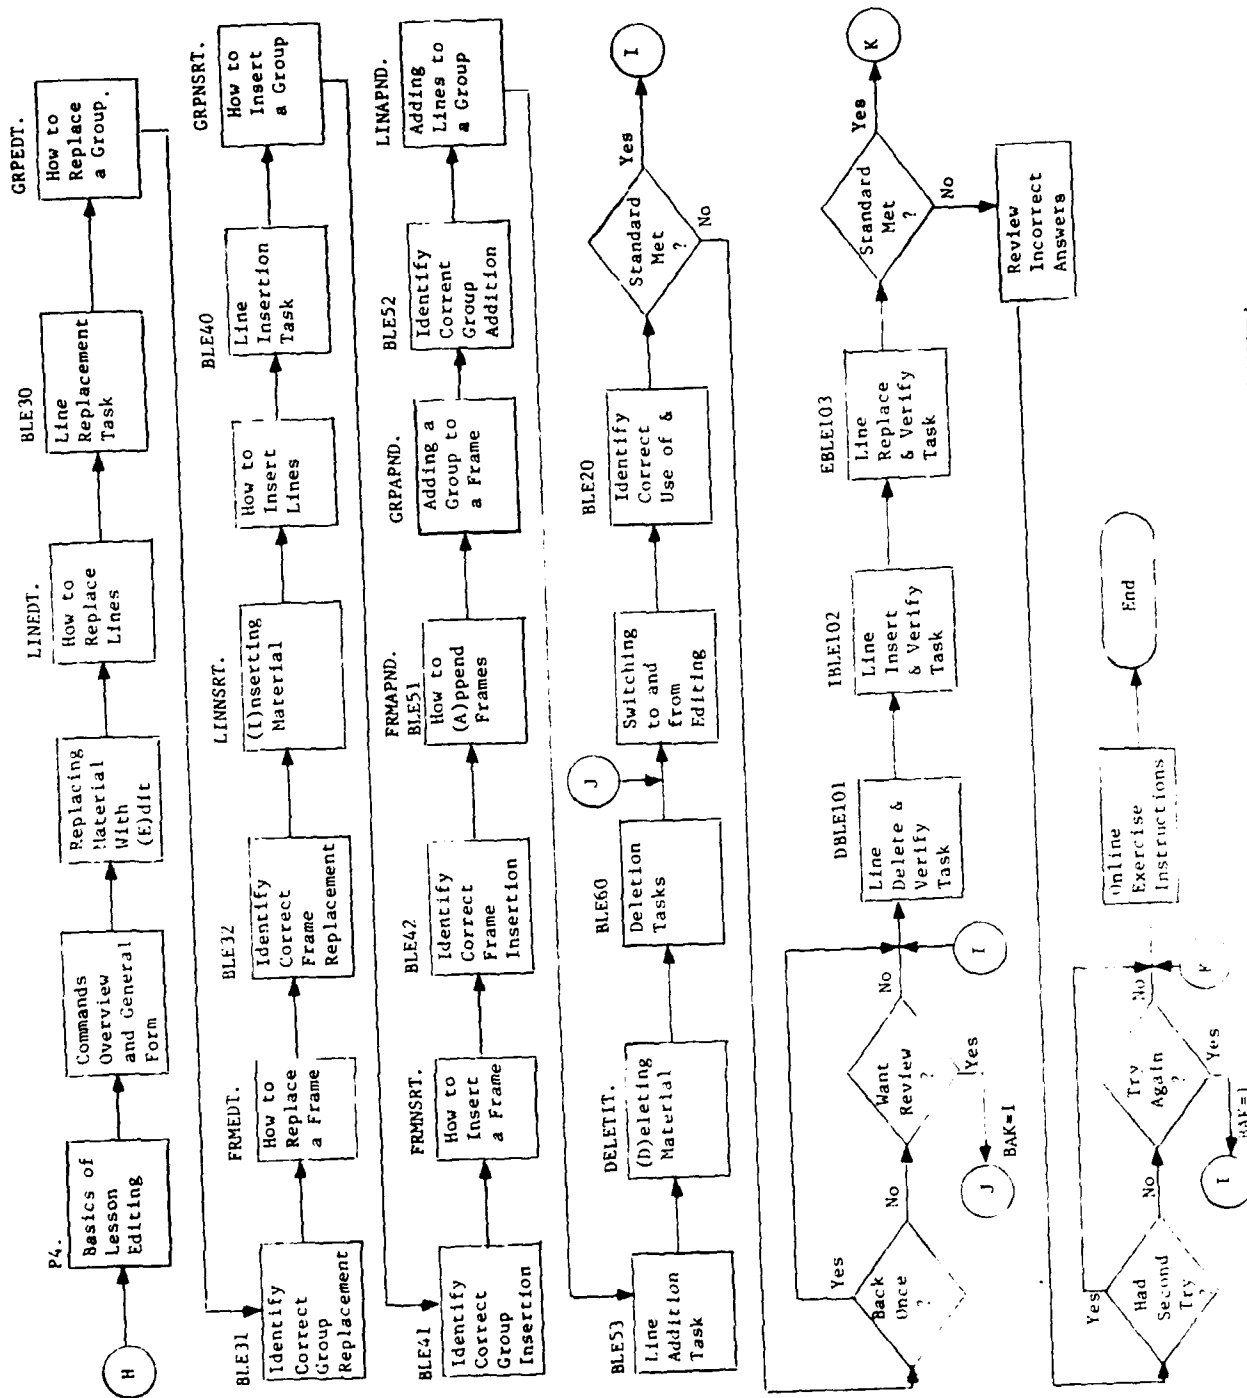 H
P4.
Basics of
Lesson
Editing
Commands
Overview
and General
Form
Replacing
Material
With
(E)dit
LINEDT.
How to
Replace
Lines
BLE30
Line
Replacement
Task
GRPEDT.
How to
Replace
a Group.
BLE31
Identify
Correct
Group
Replacement
FRMEDT.
How to
Replace
a Frame
BLE32
Identify
Correct
Frame
Replacement
LINNSRT.
(I)nserting
Material
How to
Insert
Lines
BLE40
Line
Insertion
Task
GRPNSRT.
How to
Insert
a Group
BLE41
Identify
Correct
Group
Insertion
FRMNSRT.
How to
Insert
a Frame
BLE42
Identify
Correct
Frame
Insertion
FRMAPND.
BLE51
How to
(A)ppend
Frames
GRPAPND.
Adding a
Group to
a Frame
BLE52
Identify
Corrent
Group
Addition
LINAPND.
Adding
Lines to
a Group
BLE53
Line
Addition
Task
DELETIT.
(D)eleting
Material
BLE60
Deletion
Tasks
J
Switching
to and
from
Editing
BLE20
Identify
Correct
Use of &
Standard
Met
?
Yes
I
No
Back
Once
?
Yes
No
Want
Review
?
No
Yes
J
BAK=1
I
DBLE101
Line
Delete &
Verify
Task
IBLE102
Line
Insert
& Verify
Task
EBLE103
Line
Replace
& Verify
Task
Standard
Met
?
Yes
K
No
Review
Incorrect
Answers
Had
Second
Try
?
Yes
No
Try
Again
?
No
Yes
I
BAK=1
Online
Exercise
Instructions
End